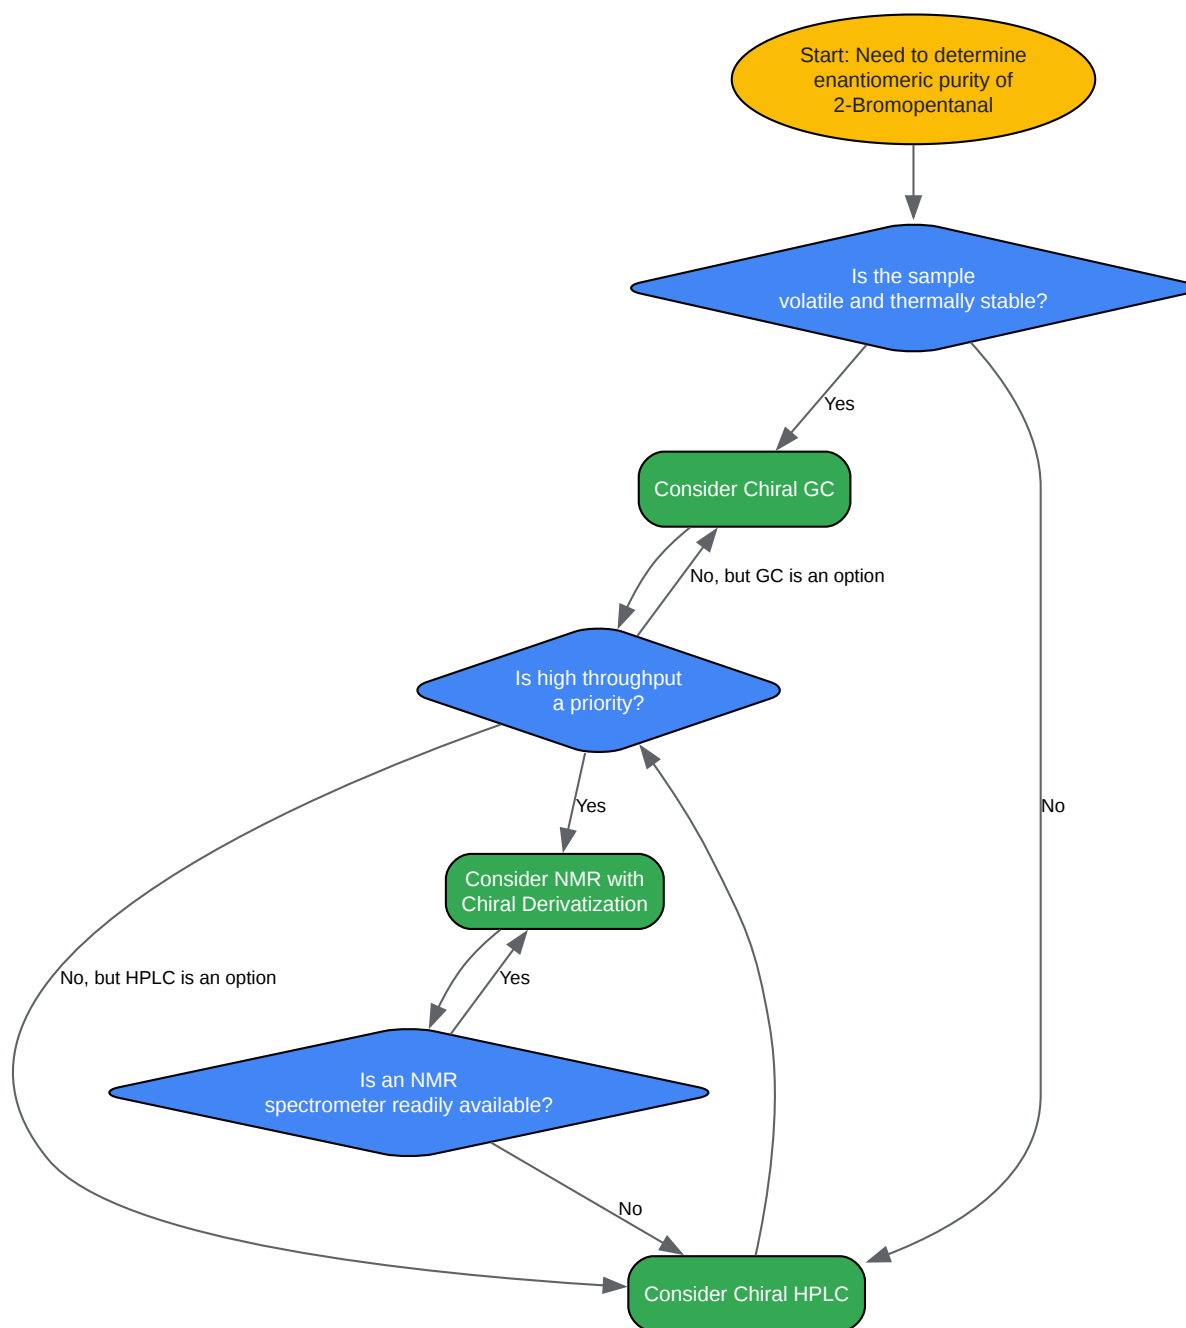 Start: Need to determine
enantiomeric purity of
2-Bromopentanal
Is the sample
volatile and thermally stable?
Yes
Consider Chiral GC
No, but GC is an option
Is high throughput
a priority?
Yes
No
Consider NMR with
Chiral Derivatization
No, but HPLC is an option
Yes
Is an NMR
spectrometer readily available?
No
Consider Chiral HPLC